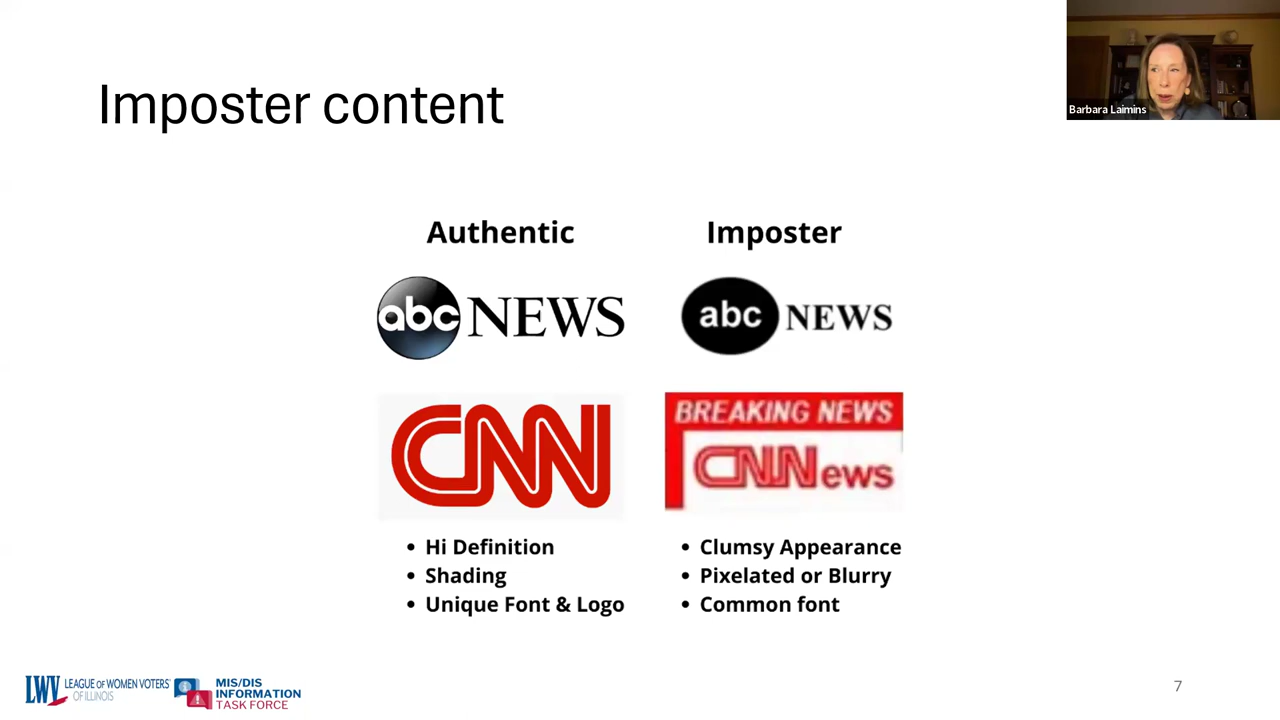 Barbara Laimins
Imposter content
Authentic
Imposter
abc NEWS
abc NEWS
CNN
BREAKING NEWS
CNNews
• Hi Definition
• Shading
• Unique Font & Logo
• Clumsy Appearance
• Pixelated or Blurry
• Common font
LWV LEAGUE OF WOMEN VOTERS®
OF ILLINOIS
MIS/DIS
INFORMATION
TASK FORCE
7